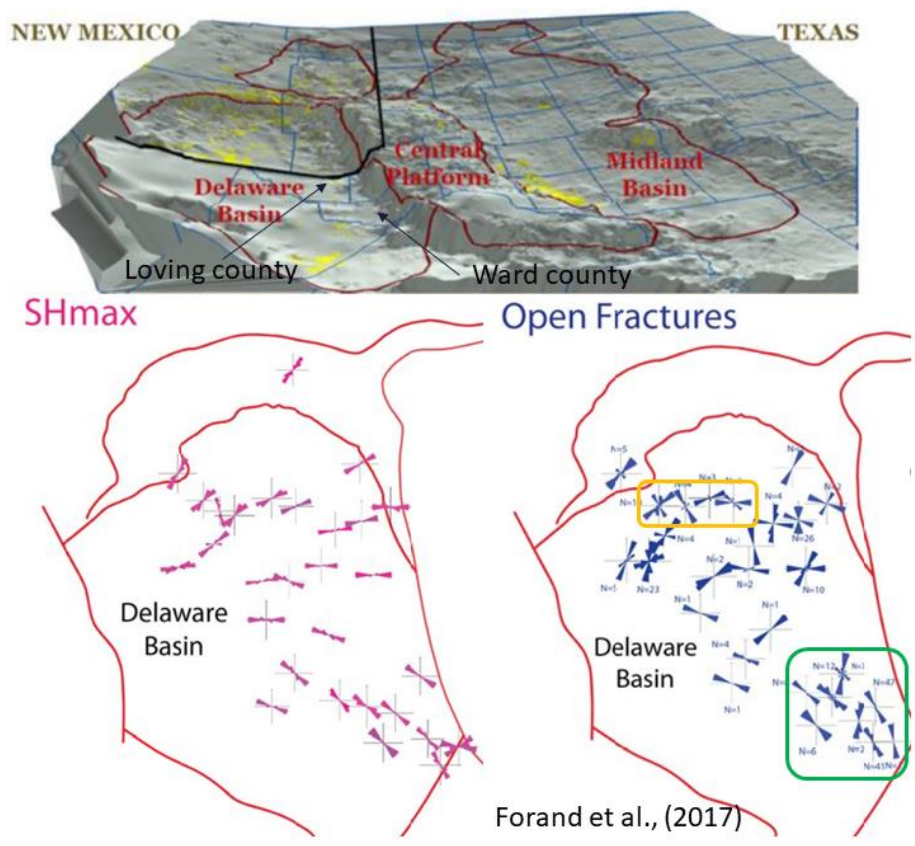 NEW MEXICO
TEXAS
Central
Platform
Midland
Basin
Delaware
Basin
Loving county
Ward county
SHmax
Open Fractures
N=5
N=4
N=26
N=4
N=2
N=2
N=5
N=23
N=10
N=1
N=1
Delaware
Basin
N=4
Delaware
Basin
N=1
N=12
N=47
N=6
N=2
N=41
Forand et al., (2017)